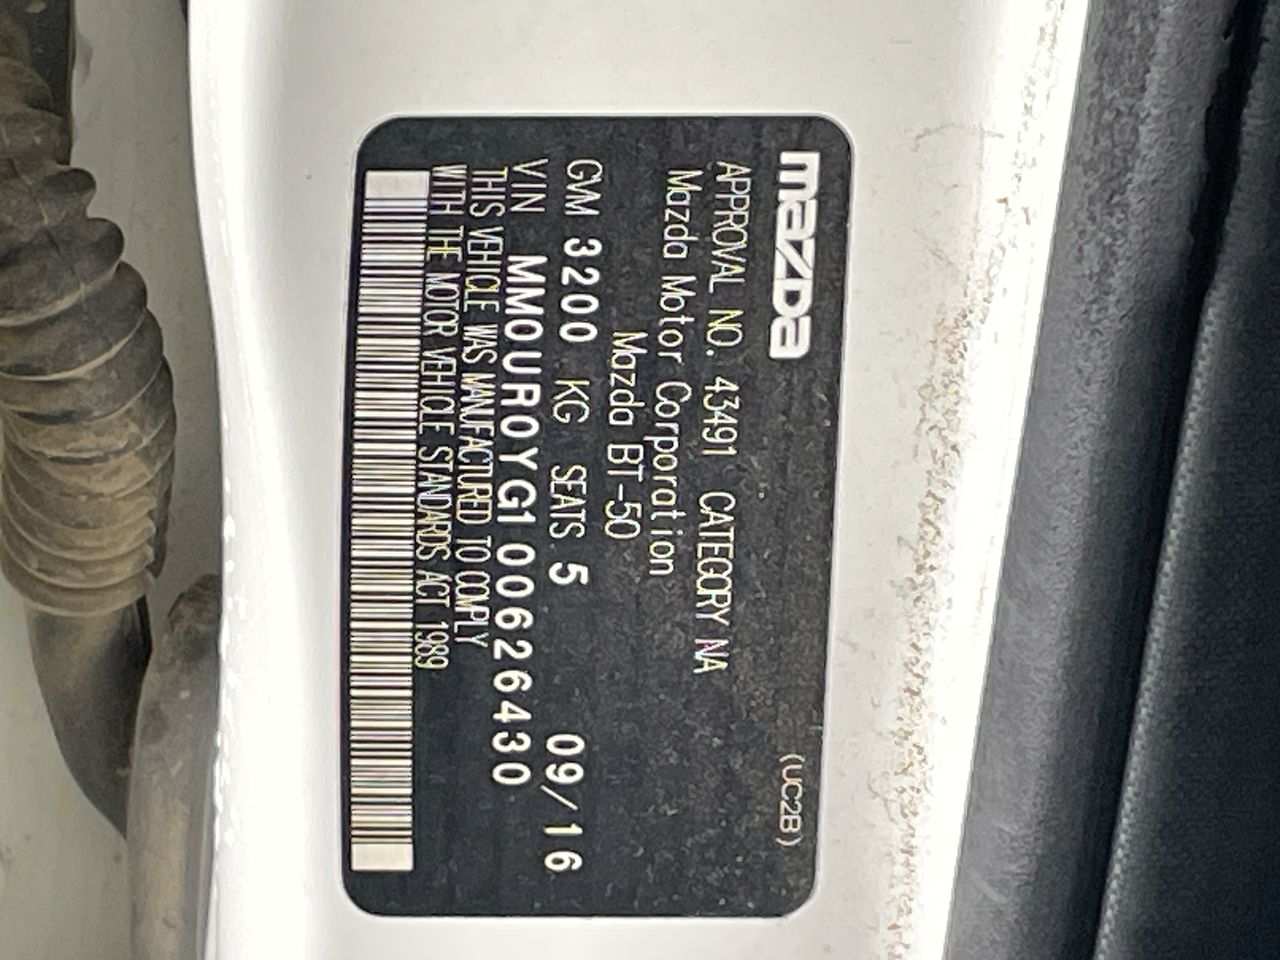 mazda
(UC2B)
APPROVAL NO. 43491 CATEGORY NA
Mazda Motor Corporation
Mazda BT-50
GVM 3200 KG SEATS 5 09/16
VIN MM0UR0YG100626430
THIS VEHICLE WAS MANUFACTURED TO COMPLY
WITH THE MOTOR VEHICLE STANDARDS ACT 1989